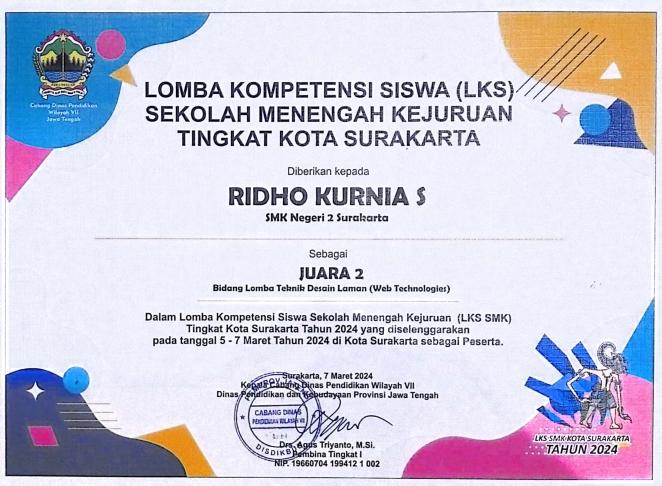 Cabang Dinas Pendidikan
Wilayah VII
Jawa Tengah
LOMBA KOMPETENSI SISWA (LKS)
SEKOLAH MENENGAH KEJURUAN
TINGKAT KOTA SURAKARTA
Diberikan kepada
RIDHO KURNIA S
SMK Negeri 2 Surakarta
Sebagai
JUARA 2
Bidang Lomba Teknik Desain Laman (Web Technologies)
Dalam Lomba Kompetensi Siswa Sekolah Menengah Kejuruan (LKS SMK)
Tingkat Kota Surakarta Tahun 2024 yang diselenggarakan
pada tanggal 5 - 7 Maret Tahun 2024 di Kota Surakarta sebagai Peserta.
Surakarta, 7 Maret 2024
Kepala Cabang Dinas Pendidikan Wilayah VII
Dinas Pendidikan dan Kebudayaan Provinsi Jawa Tengah
CABANG DINAS
PENDIDIKAN WILAYAH VII
DISDIKBUD
Drs. Agus Triyanto, M.Si.
Pembina Tingkat I
NIP. 19660704 199412 1 002
LKS SMK KOTA SURAKARTA
TAHUN 2024